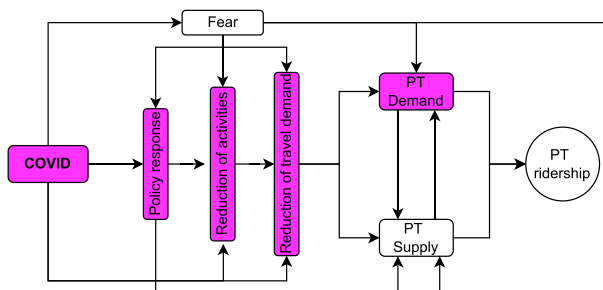 Fear
COVID
Policy response
Reduction of activities
Reduction of travel demand
PT
Demand
PT
Supply
PT
ridership